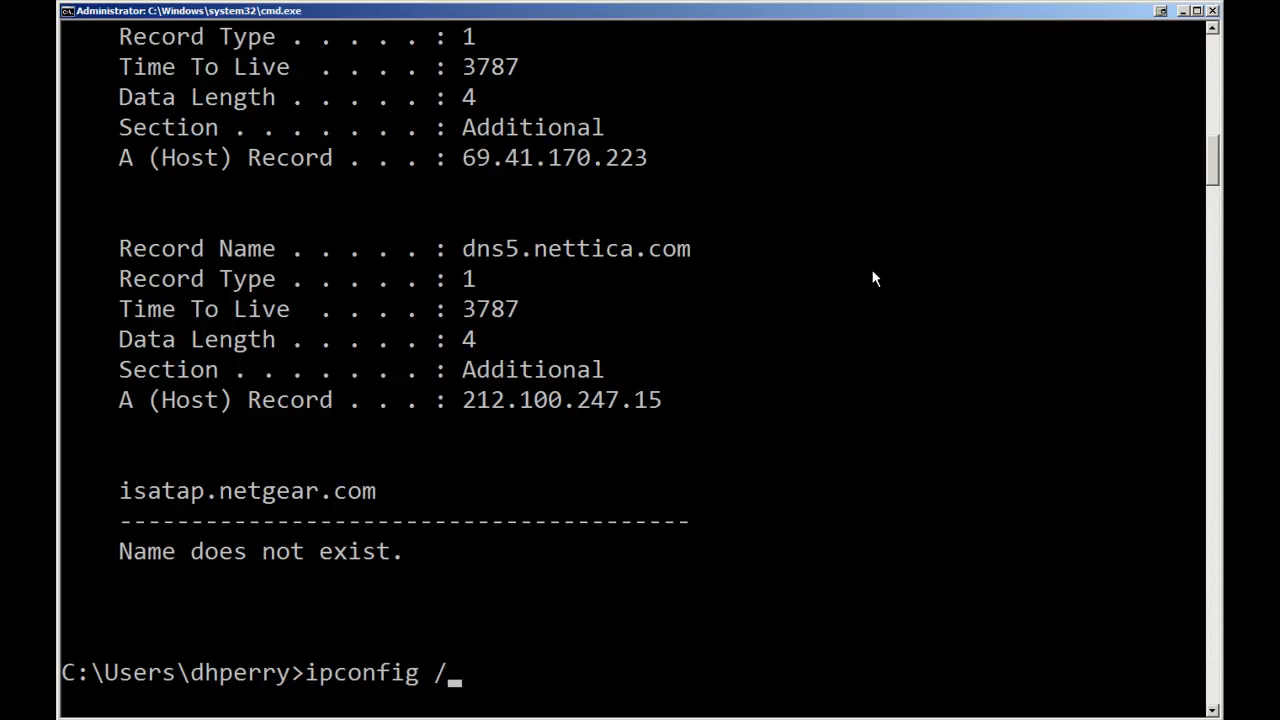 Administrator: C:\Windows\system32\cmd.exe
Record Type . . . . . : 1
Time To Live  . . . . : 3787
Data Length . . . . . : 4
Section . . . . . . . : Additional
A (Host) Record . . . : 69.41.170.223
Record Name . . . . . : dns5.nettica.com
Record Type . . . . . : 1
Time To Live  . . . . : 3787
Data Length . . . . . : 4
Section . . . . . . . : Additional
A (Host) Record . . . : 212.100.247.15
isatap.netgear.com
----------------------------------------
Name does not exist.
C:\Users\dhperry>ipconfig /_